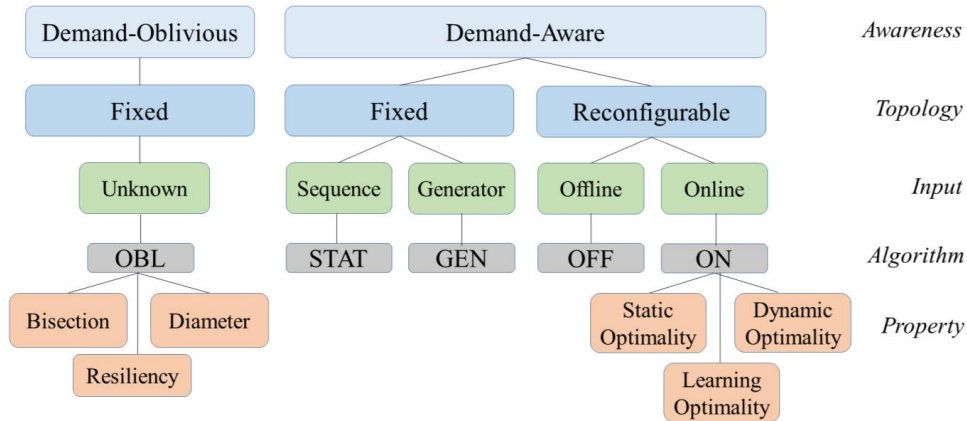 Demand-Oblivious
Demand-Aware
Awareness
Fixed
Fixed
Reconfigurable
Topology
Unknown
Sequence
Generator
Offline
Online
Input
OBL
STAT
GEN
OFF
ON
Algorithm
Bisection
Diameter
Static
Optimality
Dynamic
Optimality
Property
Resiliency
Learning
Optimality